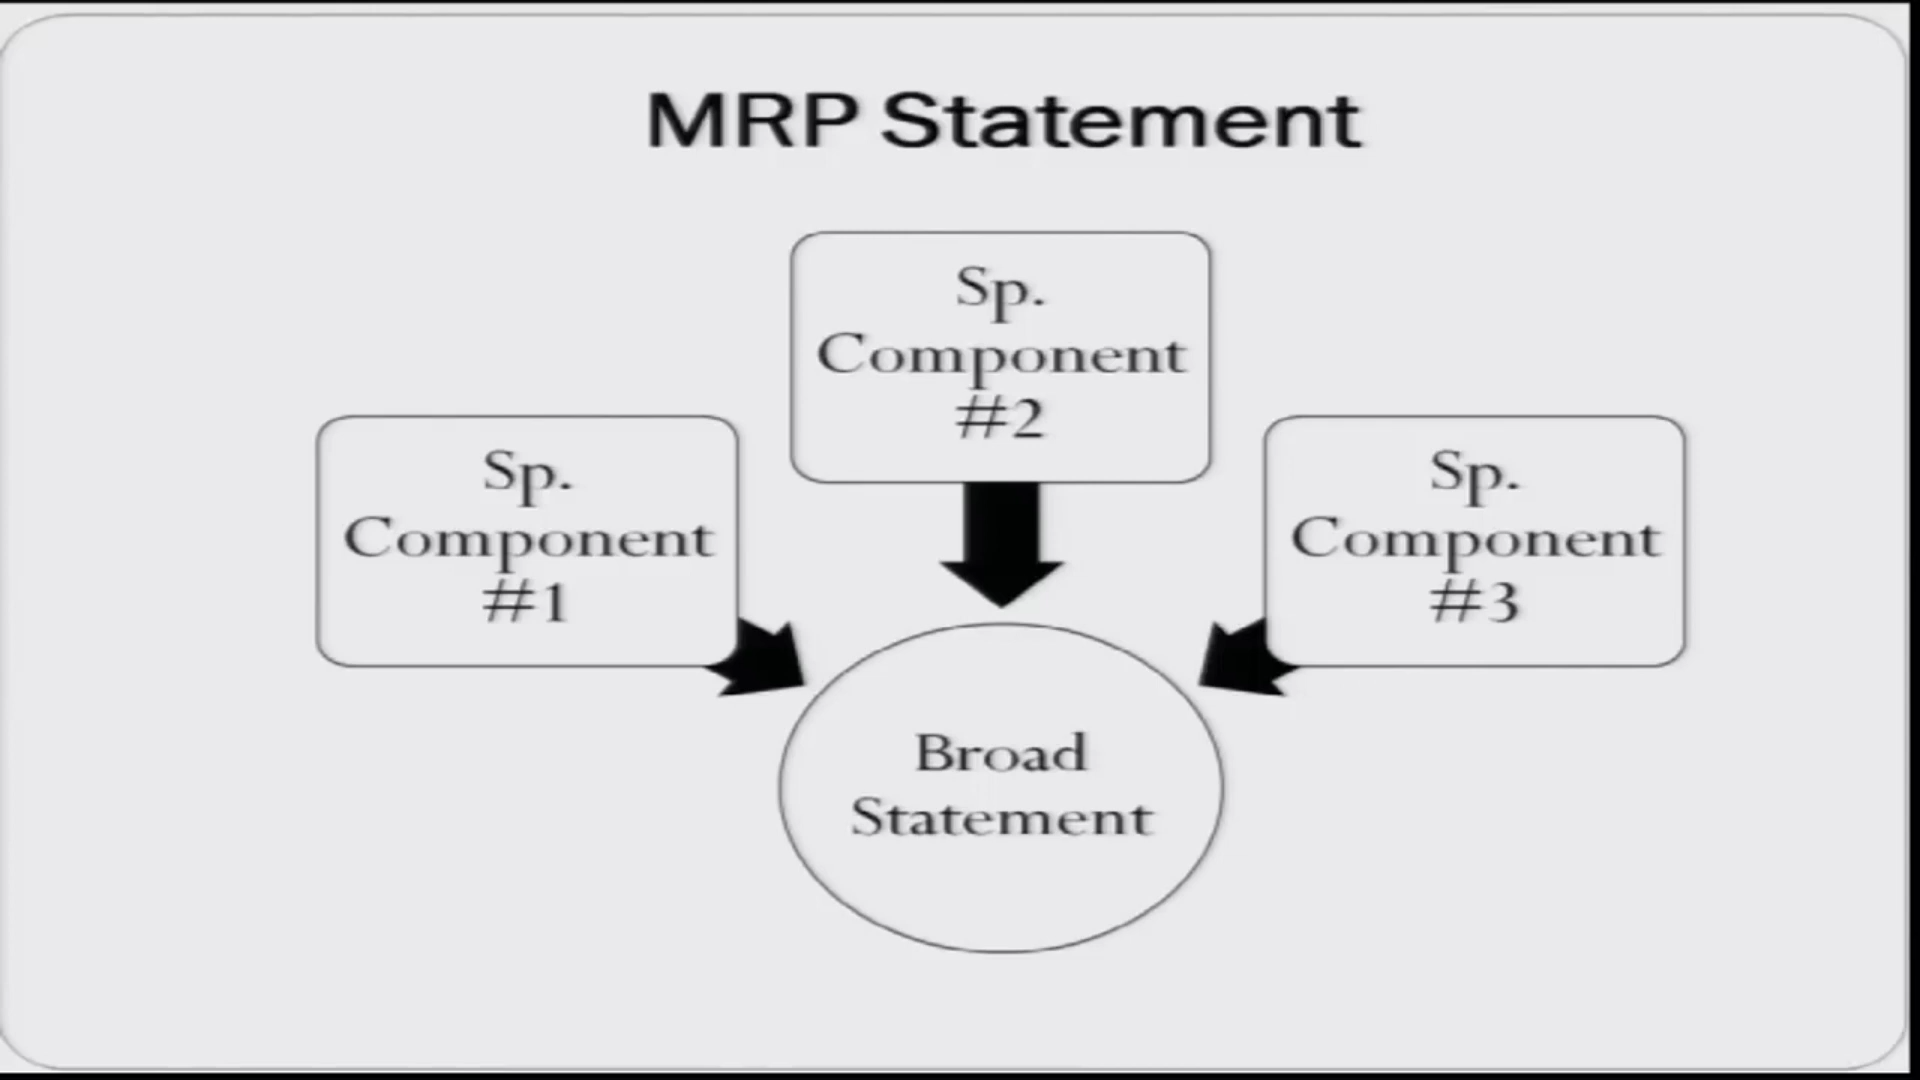 MRP Statement
Sp.
Component
#2
Sp.
Component
#1
Sp.
Component
#3
Broad
Statement